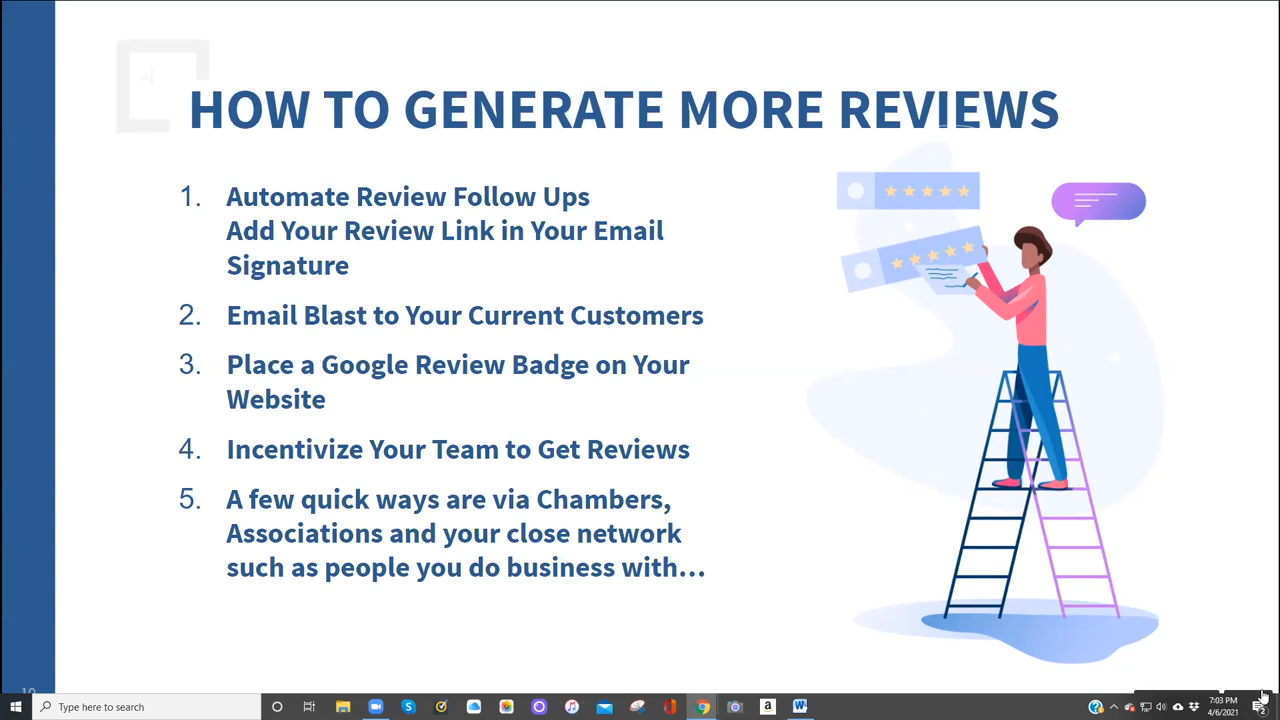 HOW TO GENERATE MORE REVIEWS
1. Automate Review Follow Ups
Add Your Review Link in Your Email
Signature
2. Email Blast to Your Current Customers
3. Place a Google Review Badge on Your
Website
4. Incentivize Your Team to Get Reviews
5. A few quick ways are via Chambers,
Associations and your close network
such as people you do business with...
Type here to search
7:03 PM
4/6/2021
2